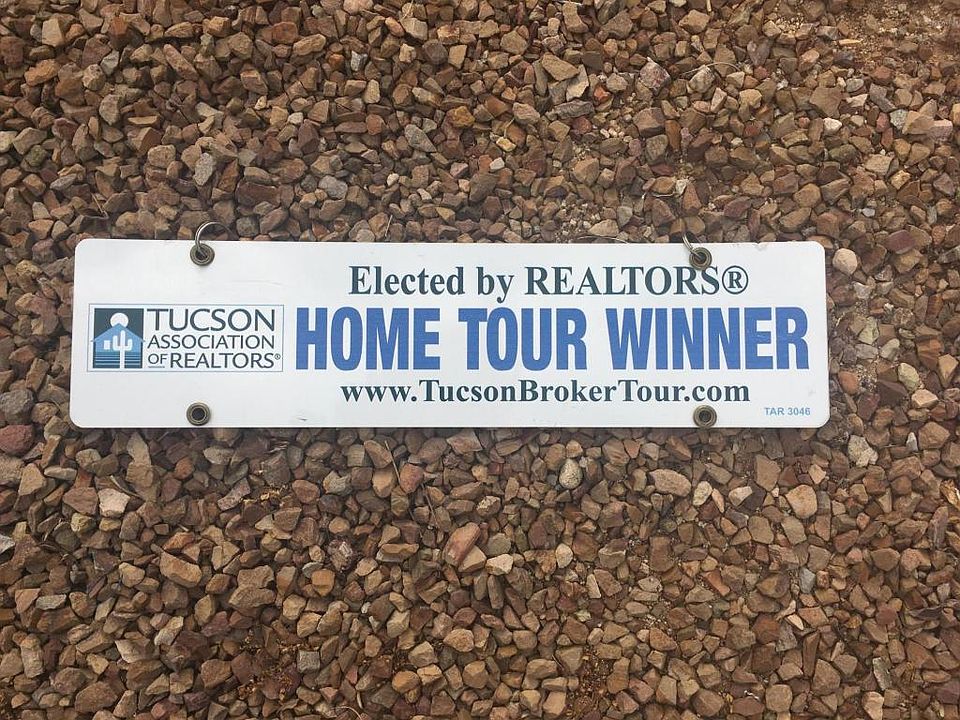 Elected by REALTORS®
TUCSON
ASSOCIATION
OF REALTORS®
HOME TOUR WINNER
www.TucsonBrokerTour.com
TAR 3046